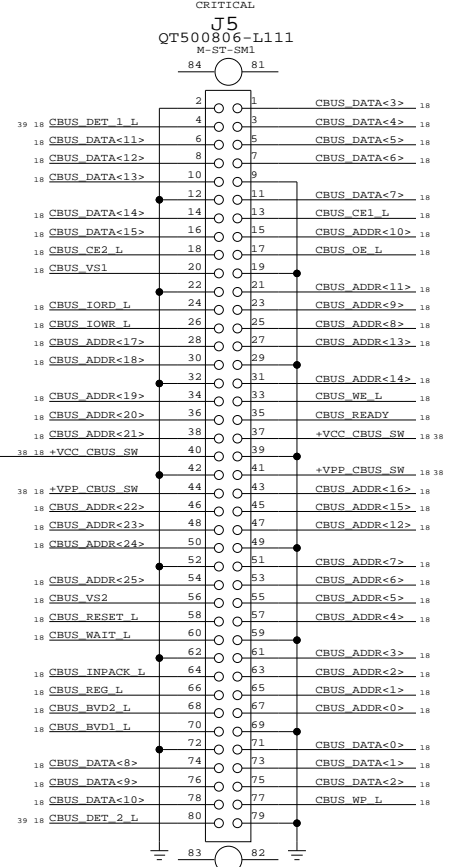 CRITICAL
J5
QT500806-L111
M-ST-SM1
84 81
2 1 CBUS_DATA<3> 18
39 18 CBUS_DET_1_L 4 3 CBUS_DATA<4> 18
18 CBUS_DATA<11> 6 5 CBUS_DATA<5> 18
18 CBUS_DATA<12> 8 7 CBUS_DATA<6> 18
18 CBUS_DATA<13> 10 9
12 11 CBUS_DATA<7> 18
18 CBUS_DATA<14> 14 13 CBUS_CE1_L 18
18 CBUS_DATA<15> 16 15 CBUS_ADDR<10> 18
18 CBUS_CE2_L 18 17 CBUS_OE_L 18
18 CBUS_VS1 20 19
22 21 CBUS_ADDR<11> 18
18 CBUS_IORD_L 24 23 CBUS_ADDR<9> 18
18 CBUS_IOWR_L 26 25 CBUS_ADDR<8> 18
18 CBUS_ADDR<17> 28 27 CBUS_ADDR<13> 18
18 CBUS_ADDR<18> 30 29
32 31 CBUS_ADDR<14> 18
18 CBUS_ADDR<19> 34 33 CBUS_WE_L 18
18 CBUS_ADDR<20> 36 35 CBUS_READY 18
18 CBUS_ADDR<21> 38 37 +VCC_CBUS_SW 18 38
38 18 +VCC_CBUS_SW 40 39
42 41 +VPP_CBUS_SW 18 38
38 18 +VPP_CBUS_SW 44 43 CBUS_ADDR<16> 18
18 CBUS_ADDR<22> 46 45 CBUS_ADDR<15> 18
18 CBUS_ADDR<23> 48 47 CBUS_ADDR<12> 18
18 CBUS_ADDR<24> 50 49
52 51 CBUS_ADDR<7> 18
18 CBUS_ADDR<25> 54 53 CBUS_ADDR<6> 18
18 CBUS_VS2 56 55 CBUS_ADDR<5> 18
18 CBUS_RESET_L 58 57 CBUS_ADDR<4> 18
18 CBUS_WAIT_L 60 59
62 61 CBUS_ADDR<3> 18
18 CBUS_INPACK_L 64 63 CBUS_ADDR<2> 18
18 CBUS_REG_L 66 65 CBUS_ADDR<1> 18
18 CBUS_BVD2_L 68 67 CBUS_ADDR<0> 18
18 CBUS_BVD1_L 70 69
72 71 CBUS_DATA<0> 18
18 CBUS_DATA<8> 74 73 CBUS_DATA<1> 18
18 CBUS_DATA<9> 76 75 CBUS_DATA<2> 18
18 CBUS_DATA<10> 78 77 CBUS_WP_L 18
39 18 CBUS_DET_2_L 80 79
83 82